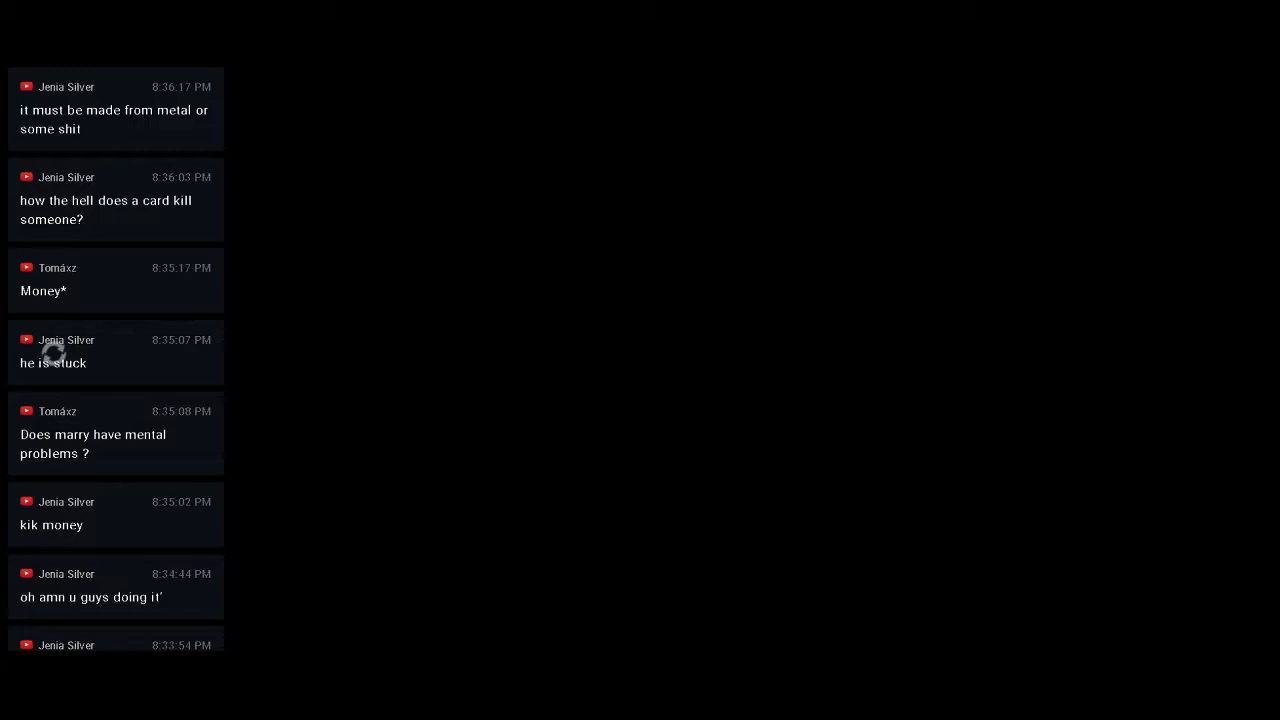 Jenia Silver 8:36:17 PM
it must be made from metal or
some shit
Jenia Silver 8:36:03 PM
how the hell does a card kill
someone?
Tomáxz 8:35:17 PM
Money*
Jenia Silver 8:35:07 PM
he is stuck
Tomáxz 8:35:08 PM
Does marry have mental
problems ?
Jenia Silver 8:35:02 PM
kik money
Jenia Silver 8:34:44 PM
oh amn u guys doing it'
Jenia Silver 8:33:54 PM